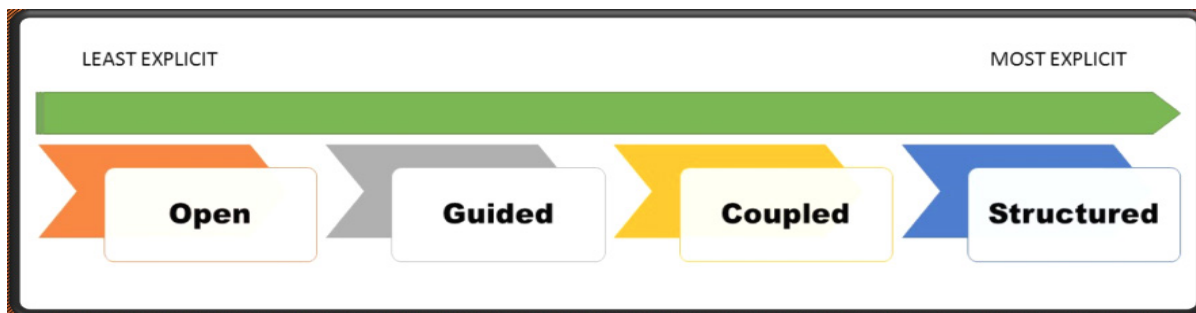 LEAST EXPLICIT
MOST EXPLICIT
Open
Guided
Coupled
Structured